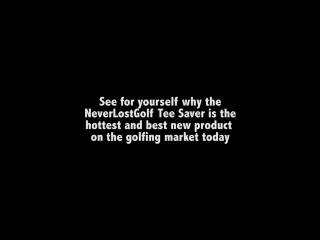 See for yourself why the
NeverLostGolf Tee Saver is the
hottest and best new product
on the golfing market today